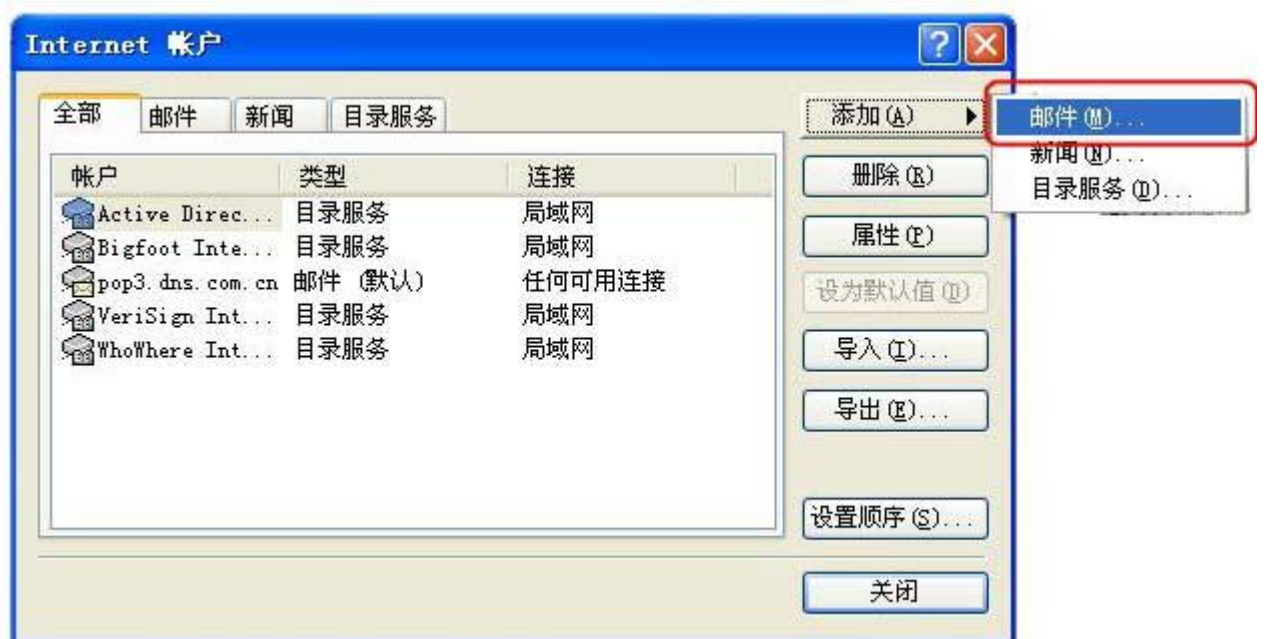 Internet 帐户
全部 邮件 新闻 目录服务
添加(A)
邮件(M)...
新闻(N)...
目录服务(D)...
帐户 类型 连接
删除(R)
Active Direc... 目录服务 局域网
Bigfoot Inte... 目录服务 局域网
属性(P)
pop3.dns.com.cn 邮件 (默认) 任何可用连接
设为默认值(D)
VeriSign Int... 目录服务 局域网
WhoWhere Int... 目录服务 局域网
导入(I)...
导出(E)...
设置顺序(S)...
关闭